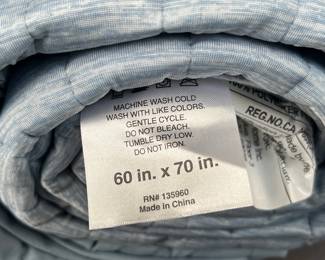 MACHINE WASH COLD
WASH WITH LIKE COLORS.
GENTLE CYCLE.
DO NOT BLEACH.
TUMBLE DRY LOW.
DO NOT IRON.
60 in. x 70 in.
RN# 135960
Made in China
REG.NO.CA